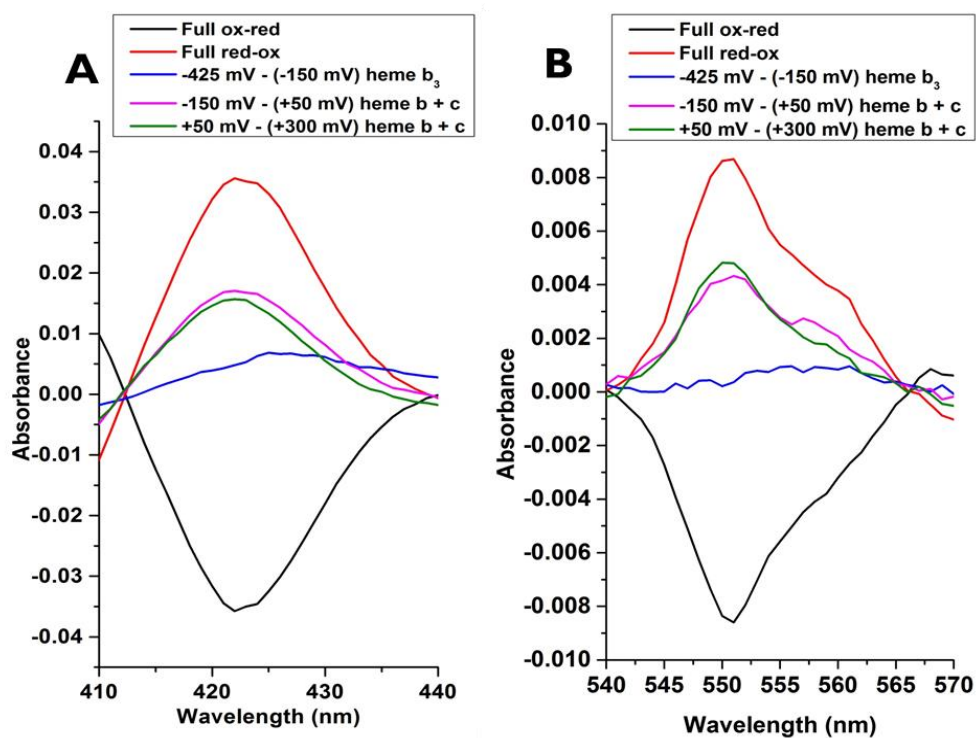 A
Full ox-red
Full red-ox
-425 mV - (-150 mV) heme b3
-150 mV - (+50 mV) heme b + c
+50 mV - (+300 mV) heme b + c
0.04
0.03
0.02
0.01
0.00
-0.01
-0.02
-0.03
-0.04
Absorbance
410 420 430 440
Wavelength (nm)
B
Full ox-red
Full red-ox
-425 mV - (-150 mV) heme b3
-150 mV - (+50 mV) heme b + c
+50 mV - (+300 mV) heme b + c
0.010
0.008
0.006
0.004
0.002
0.000
-0.002
-0.004
-0.006
-0.008
-0.010
Absorbance
540 545 550 555 560 565 570
Wavelength (nm)